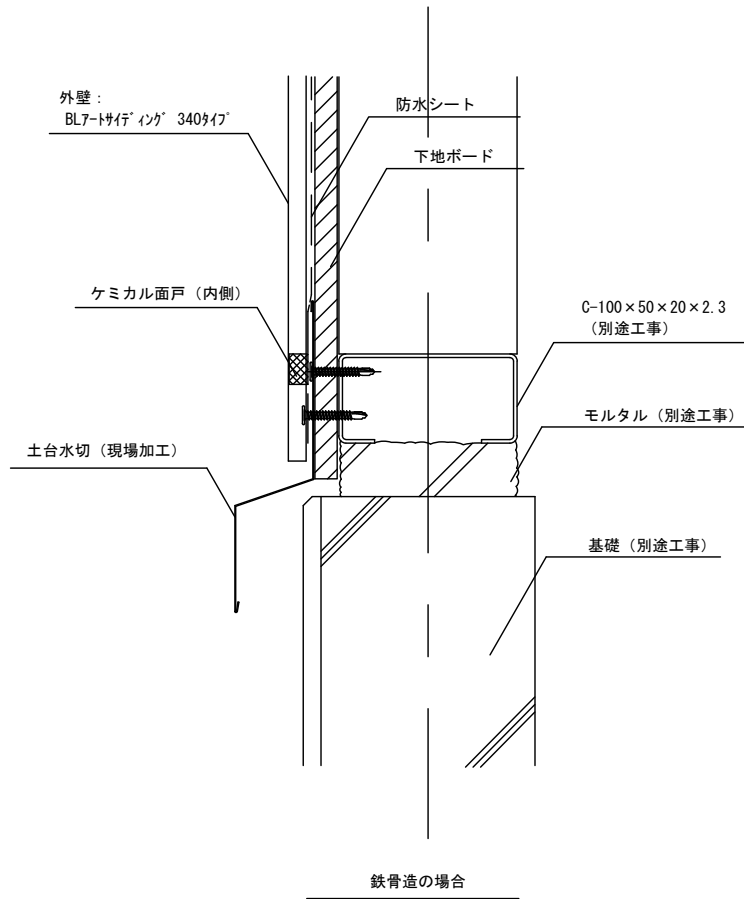 外壁：
BLｱｰﾄｻｲﾃﾞｨﾝｸﾞ 340ﾀｲﾌﾟ
防水シート
下地ボード
ケミカル面戸（内側）
C-100×50×20×2.3
（別途工事）
モルタル（別途工事）
土台水切（現場加工）
基礎（別途工事）
鉄骨造の場合